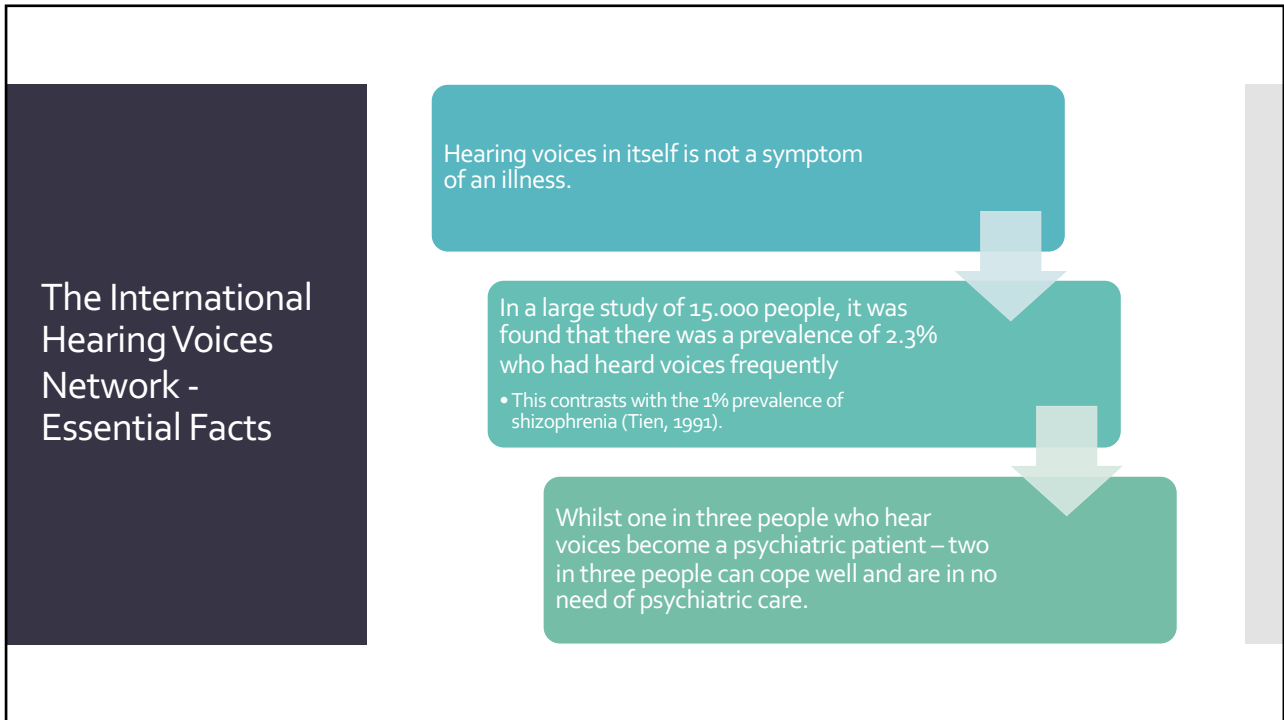 The International
Hearing Voices
Network -
Essential Facts
Hearing voices in itself is not a symptom
of an illness.
In a large study of 15.000 people, it was
found that there was a prevalence of 2.3%
who had heard voices frequently
• This contrasts with the 1% prevalence of
shizophrenia (Tien, 1991).
Whilst one in three people who hear
voices become a psychiatric patient – two
in three people can cope well and are in no
need of psychiatric care.